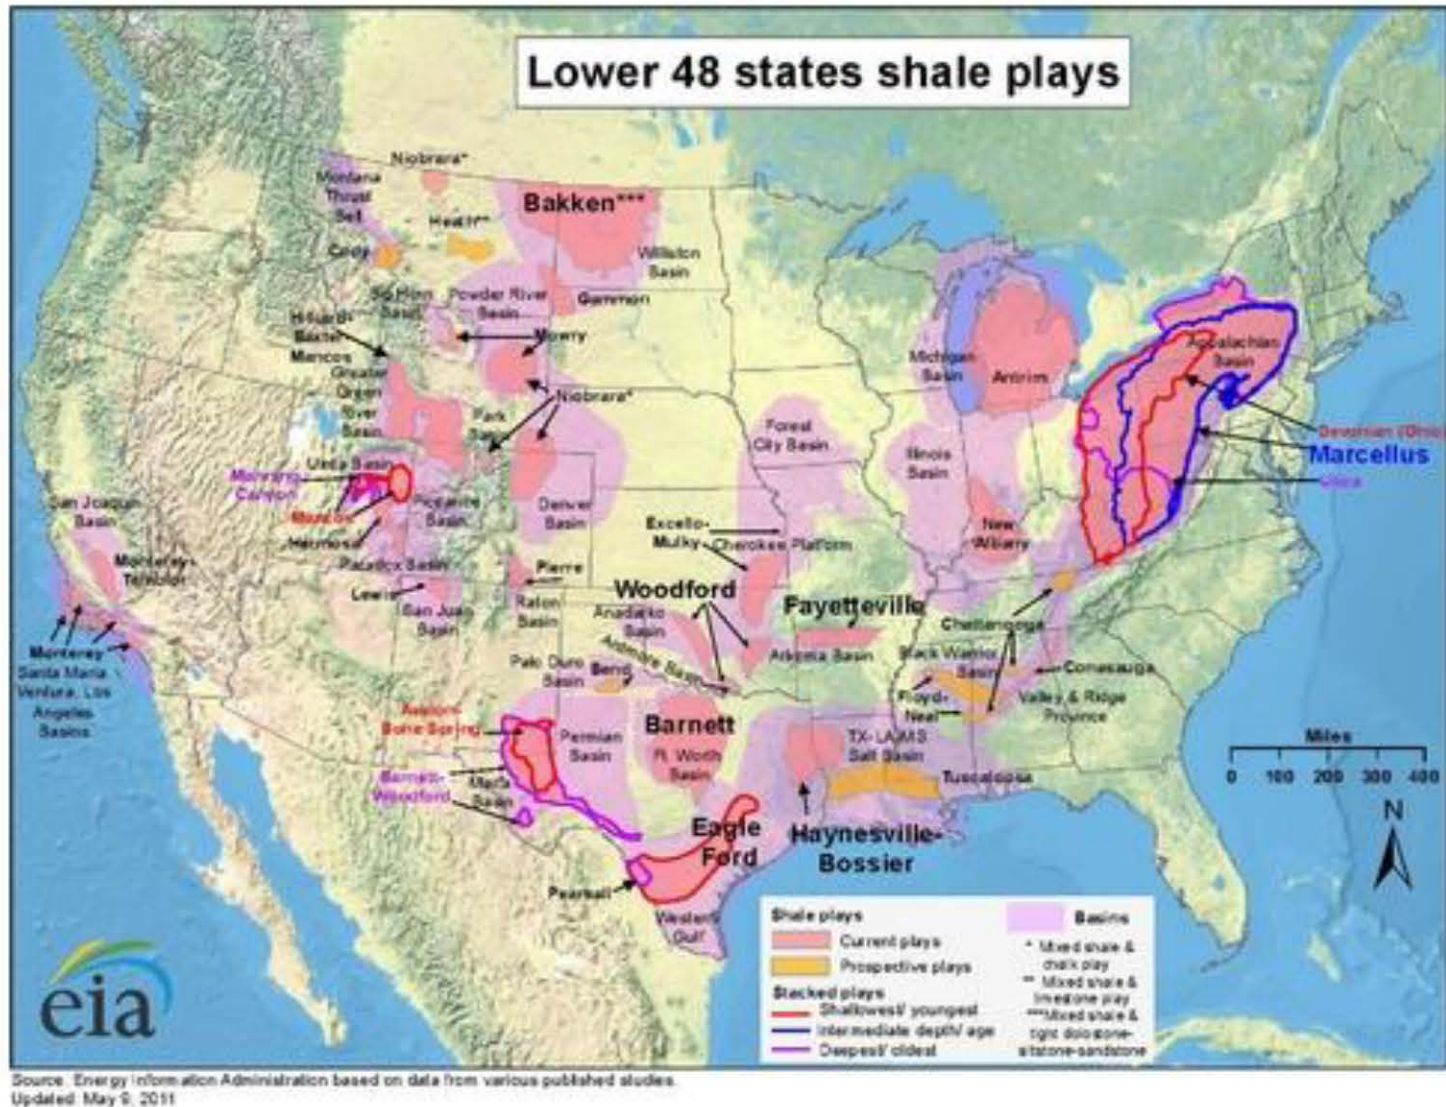 Lower 48 states shale plays
Niobrara*
Montana
Thrust
Belt
Bakken***
Heath**
Cody
Williston
Basin
Big Horn
Basin
Powder River
Basin
Gammon
Hilliard-
Baxter-
Mancos
Mowry
Greater
Green
River
Basin
Michigan
Basin
Antrim
Appalachian
Basin
Niobrara*
Park
Forest
City Basin
Illinois
Basin
Devonian (Ohio)
Marcellus
Utica
Uinta Basin
Manning
Canyon
San Joaquin
Basin
Mancos
Piceance
Basin
Denver
Basin
Excello-
Mulky
Cherokee Platform
New
Albany
Hermosa
Paradox Basin
Monterey-
Temblor
Pierre
Lewis
San Juan
Basin
Raton
Basin
Woodford
Anadarko
Basin
Fayetteville
Chattanooga
Monterey
Santa Maria,
Ventura, Los
Angeles
Basins
Ardmore Basin
Palo Duro
Basin
Bend
Arkoma Basin
Black Warrior
Basin
Conasauga
Floyd-
Neal
Valley & Ridge
Province
Avalon-
Bone Spring
Permian
Basin
Barnett
Ft. Worth
Basin
TX-LA-MS
Salt Basin
Tuscaloosa
Barnett-
Woodford
Marfa
Basin
Eagle
Ford
Haynesville-
Bossier
Pearsall
Western
Gulf
Miles
0 100 200 300 400
N
Shale plays
Current plays
Prospective plays
Stacked plays
Shallowest/ youngest
Intermediate depth/ age
Deepest/ oldest
Basins
* Mixed shale &
chalk play
** Mixed shale &
limestone play
***Mixed shale &
tight dolostone-
siltstone-sandstone
eia
Source: Energy Information Administration based on data from various published studies.
Updated: May 9, 2011